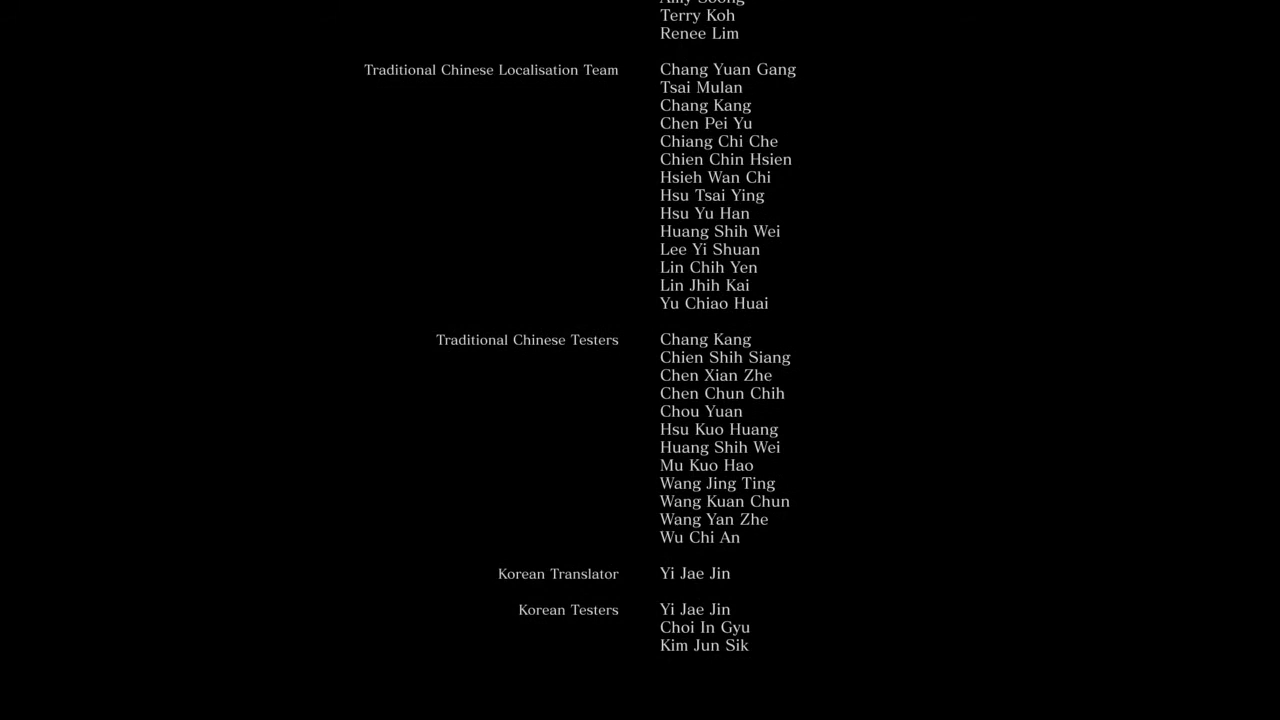 Terry Koh
Renee Lim
Traditional Chinese Localisation Team Chang Yuan Gang
Tsai Mulan
Chang Kang
Chen Pei Yu
Chiang Chi Che
Chien Chin Hsien
Hsieh Wan Chi
Hsu Tsai Ying
Hsu Yu Han
Huang Shih Wei
Lee Yi Shuan
Lin Chih Yen
Lin Jhih Kai
Yu Chiao Huai
Traditional Chinese Testers Chang Kang
Chien Shih Siang
Chen Xian Zhe
Chen Chun Chih
Chou Yuan
Hsu Kuo Huang
Huang Shih Wei
Mu Kuo Hao
Wang Jing Ting
Wang Kuan Chun
Wang Yan Zhe
Wu Chi An
Korean Translator Yi Jae Jin
Korean Testers Yi Jae Jin
Choi In Gyu
Kim Jun Sik